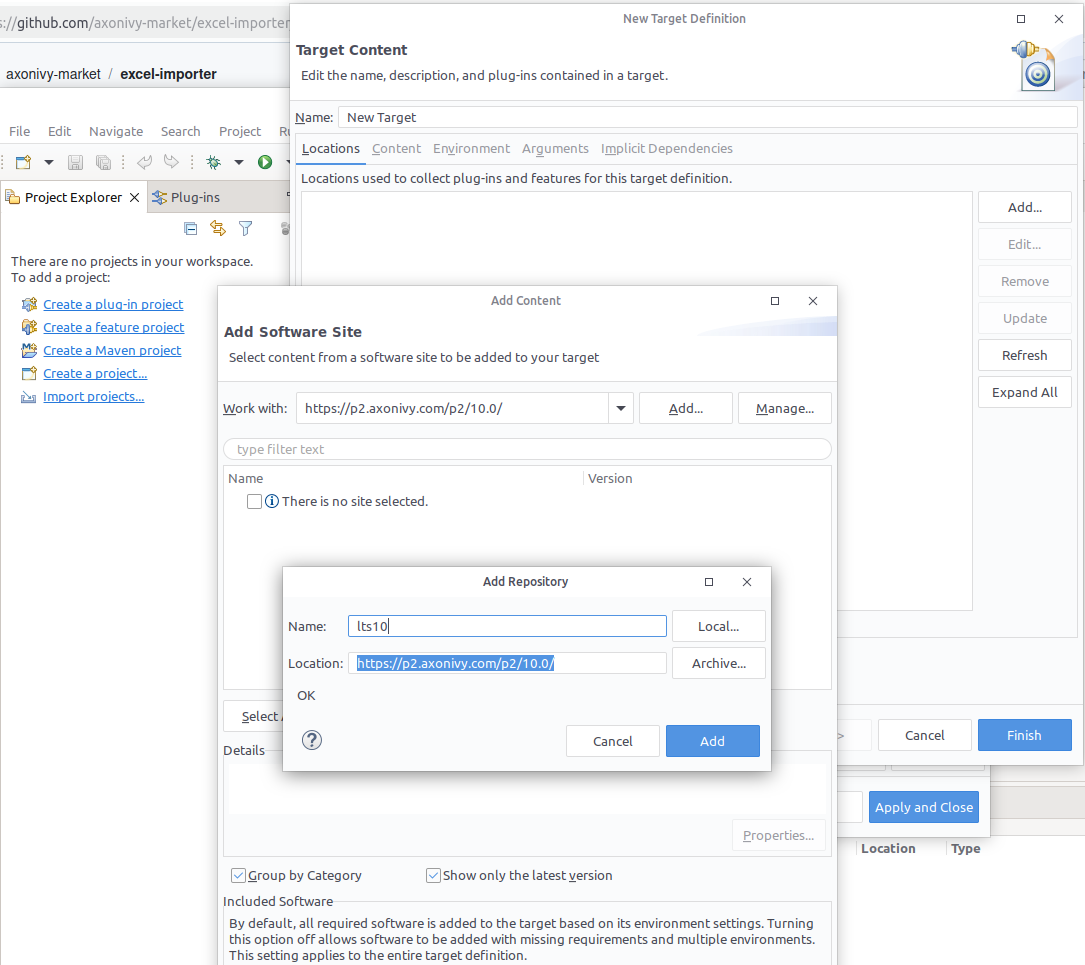 s://github.com/axonivy-market/excel-importer
axonivy-market / excel-importer
File Edit Navigate Search Project
Project Explorer Plug-ins
There are no projects in your workspace.
To add a project:
Create a plug-in project
Create a feature project
Create a Maven project
Create a project...
Import projects...
New Target Definition
Target Content
Edit the name, description, and plug-ins contained in a target.
Name: New Target
Locations Content Environment Arguments Implicit Dependencies
Locations used to collect plug-ins and features for this target definition.
Add...
Edit...
Remove
Update
Refresh
Expand All
Add Content
Add Software Site
Select content from a software site to be added to your target
Work with: https://p2.axonivy.com/p2/10.0/ Add... Manage...
type filter text
Name Version
There is no site selected.
Add Repository
Name: lts10 Local...
Location: https://p2.axonivy.com/p2/10.0/ Archive...
OK
? Cancel Add
Select
Details
Properties...
Group by Category Show only the latest version
Included Software
By default, all required software is added to the target based on its environment settings. Turning
this option off allows software to be added with missing requirements and multiple environments.
This setting applies to the entire target definition.
> Cancel Finish
Apply and Close
Location Type